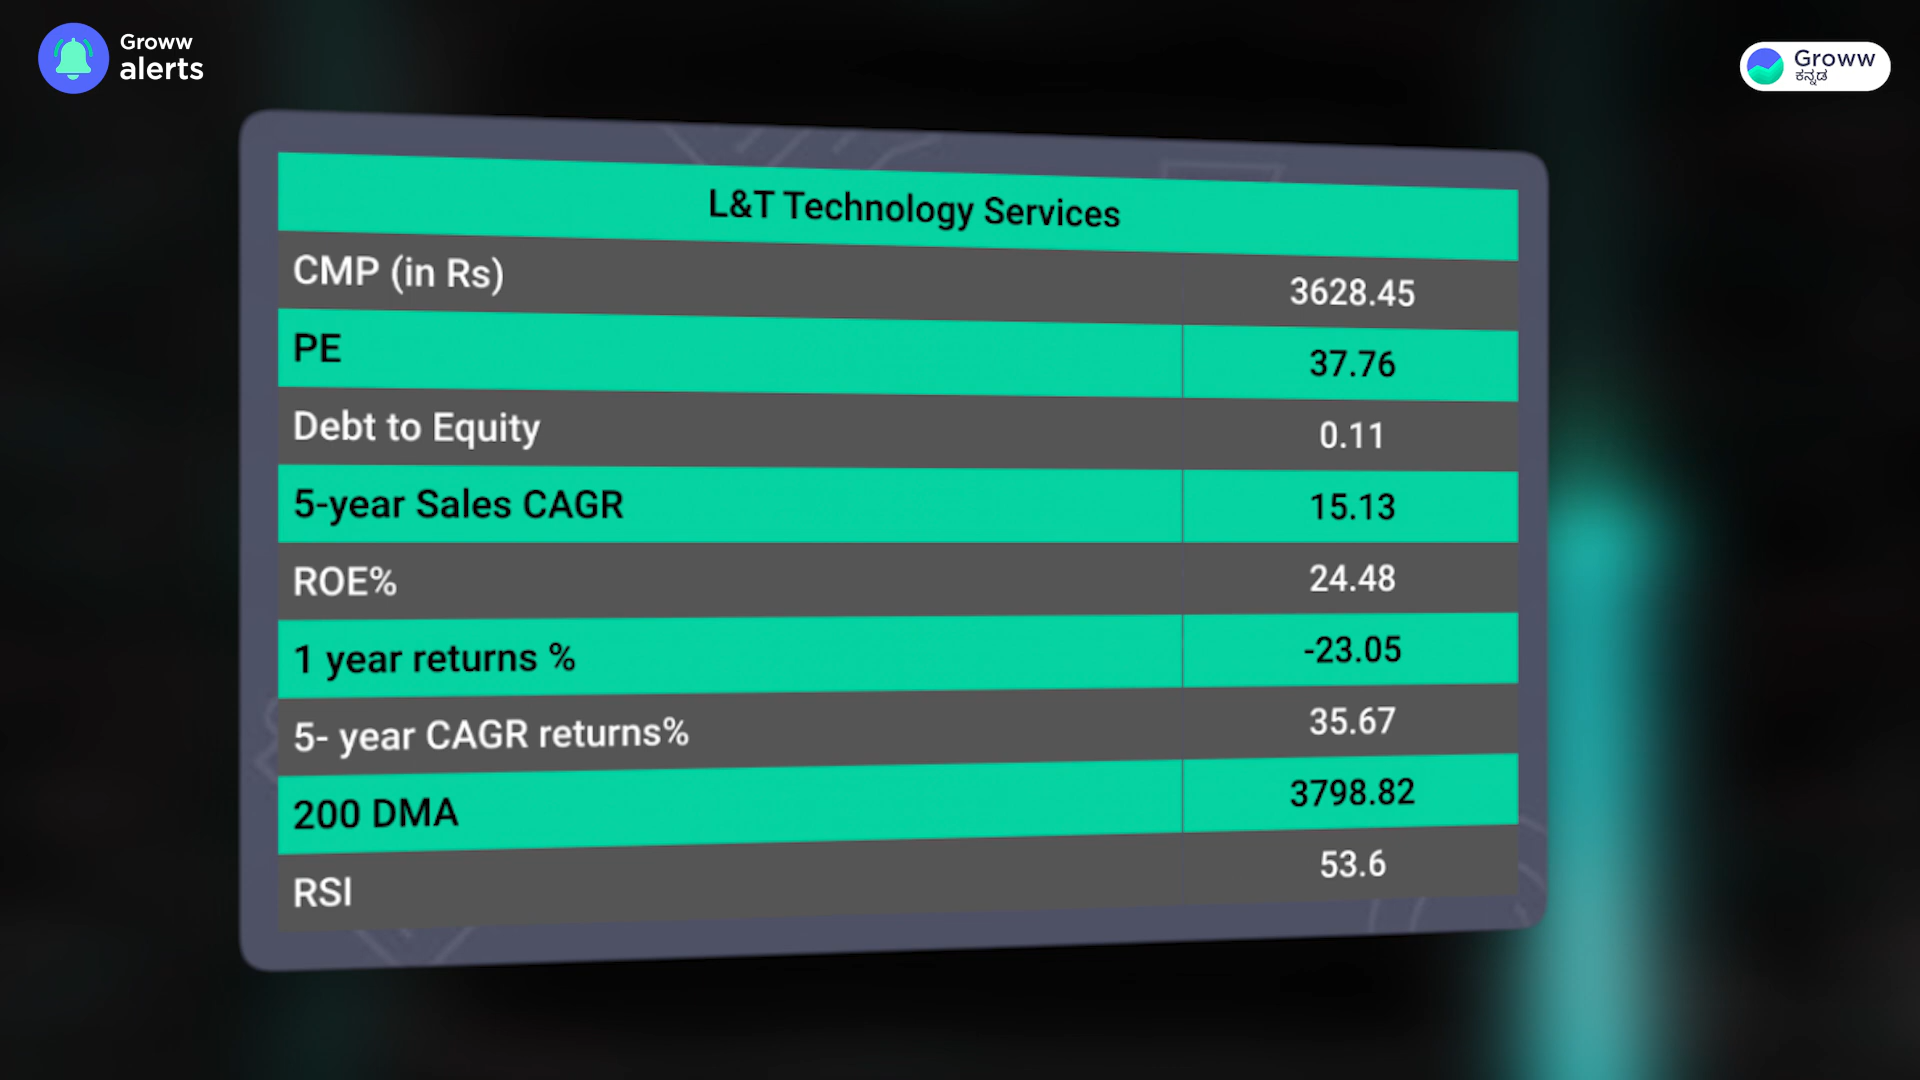 Groww
alerts
Groww
ಕನ್ನಡ
L&T Technology Services
CMP (in Rs) 3628.45
PE 37.76
Debt to Equity 0.11
5-year Sales CAGR 15.13
ROE% 24.48
1 year returns % -23.05
5- year CAGR returns% 35.67
200 DMA 3798.82
RSI 53.6